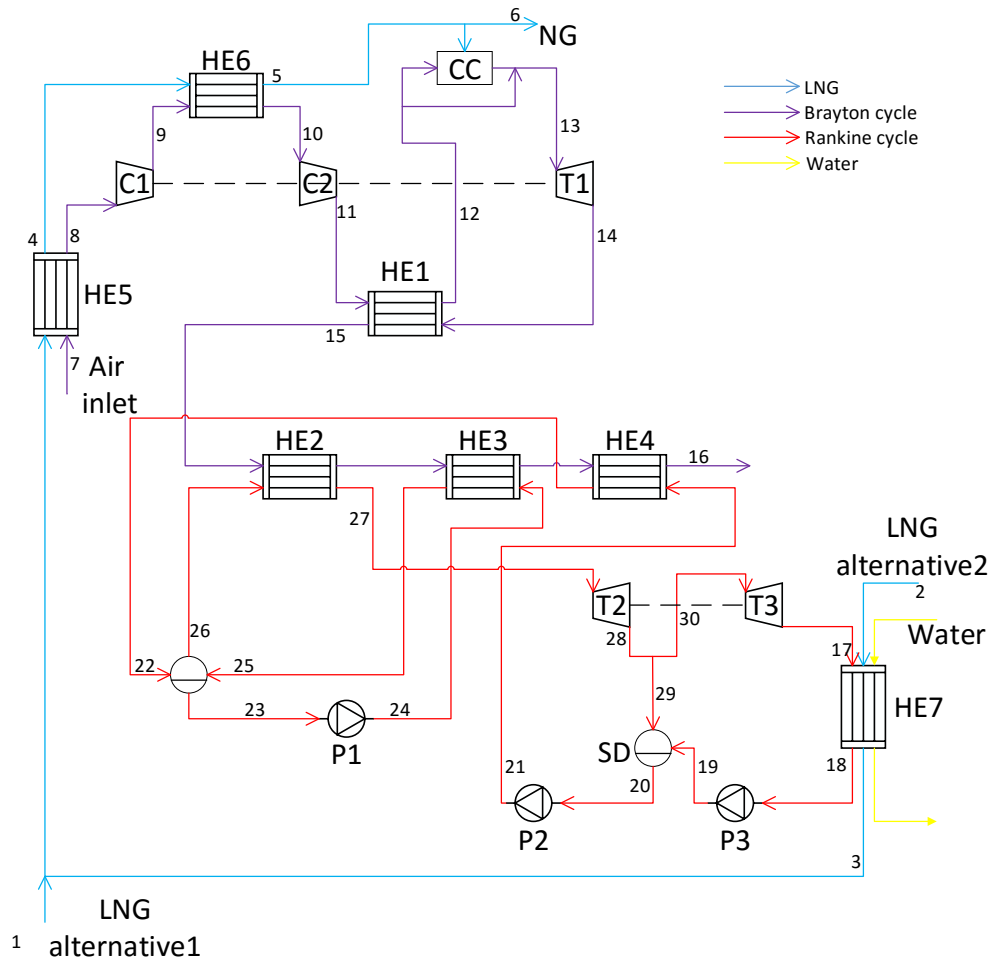 6
NG
HE6
5
CC
LNG
Brayton cycle
Rankine cycle
Water
9
10
13
C1
C2
T1
4
8
11
12
14
HE1
HE5
15
7
Air
inlet
HE2
HE3
HE4
16
27
LNG
alternative2
2
T2
T3
26
28
30
Water
22
25
17
23
24
29
HE7
P1
SD
18
21
20
19
P2
P3
3
LNG
1
alternative1